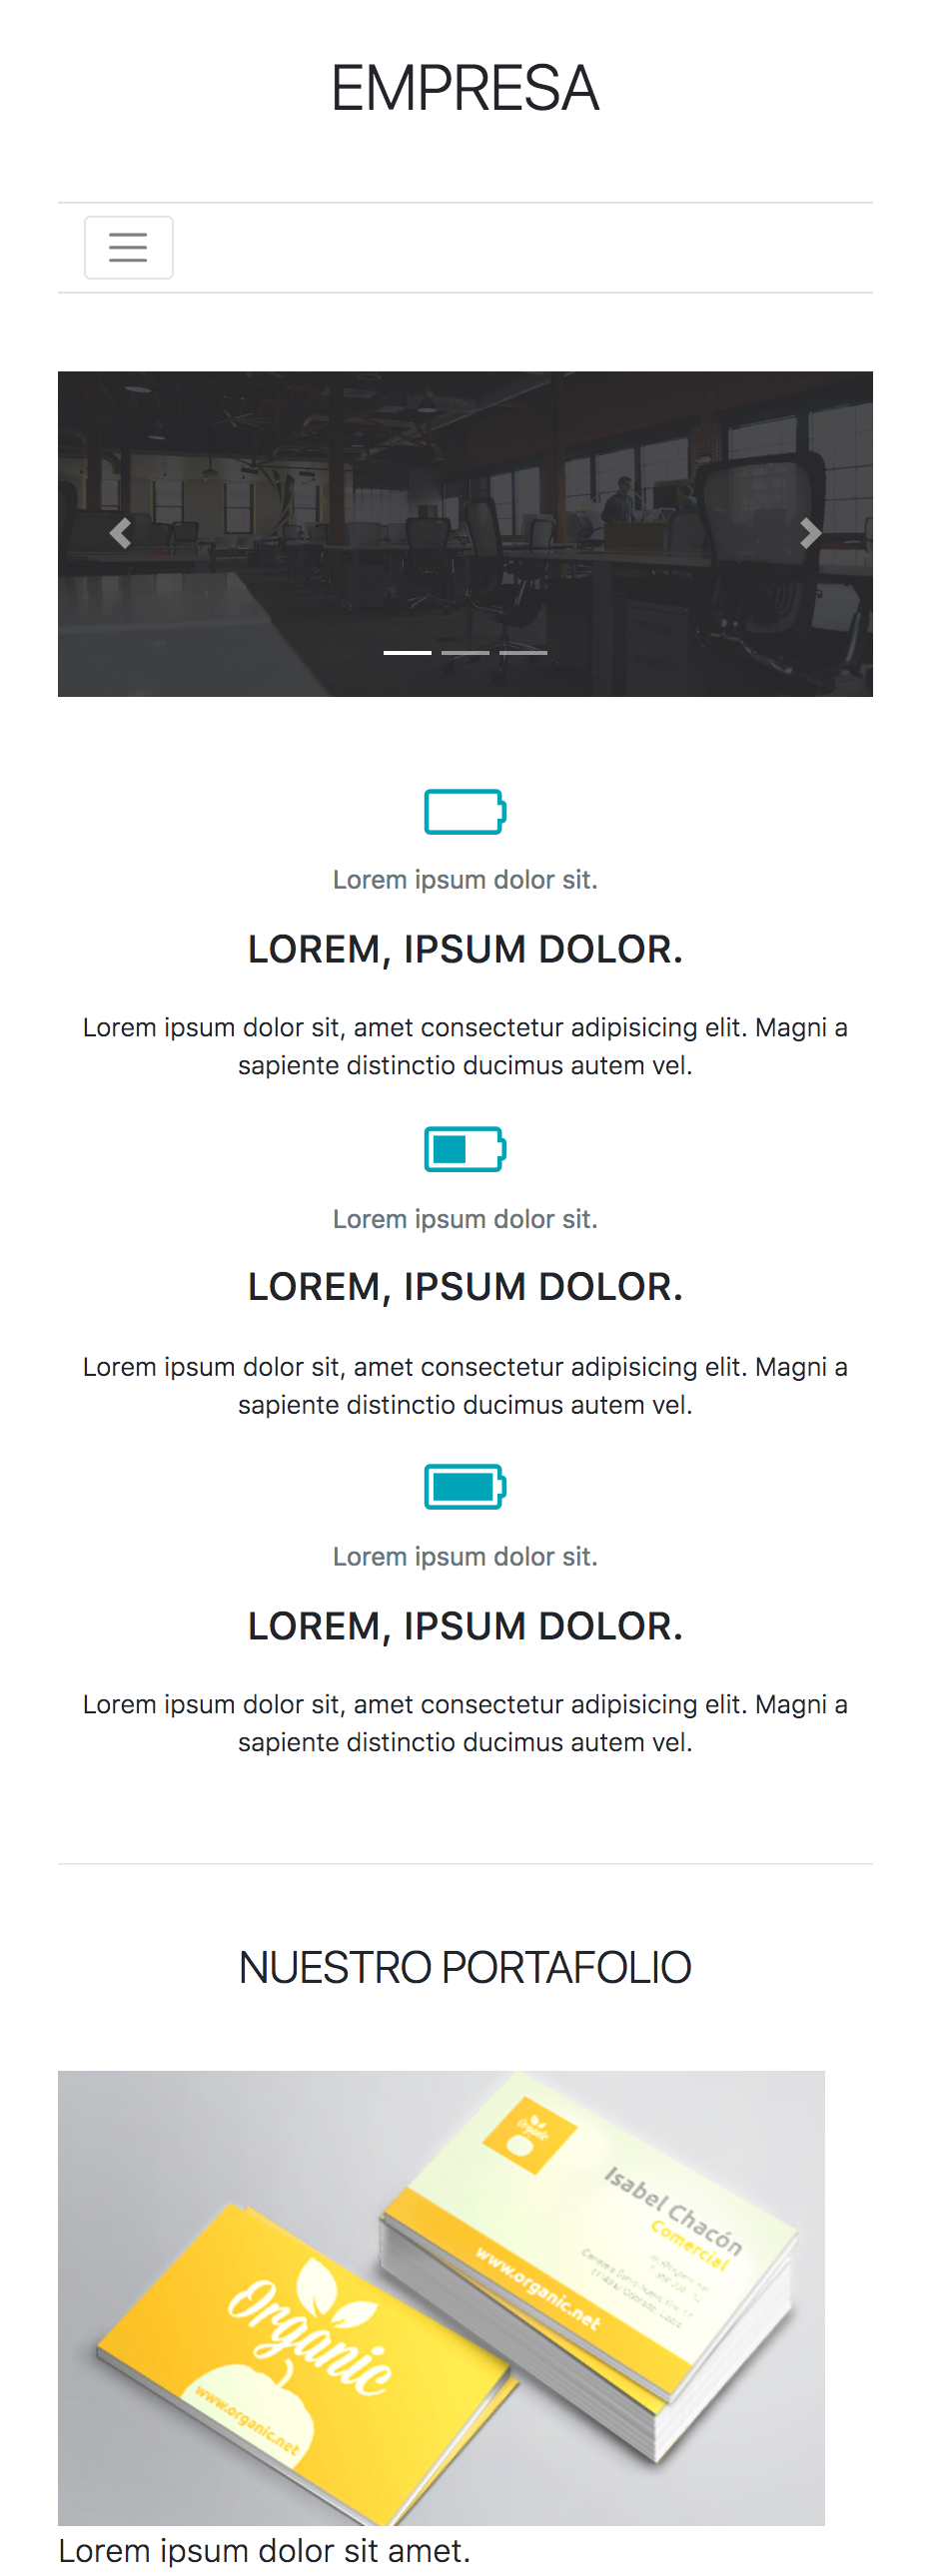 EMPRESA
Lorem ipsum dolor sit.
LOREM, IPSUM DOLOR.
Lorem ipsum dolor sit, amet consectetur adipisicing elit. Magni a
sapiente distinctio ducimus autem vel.
Lorem ipsum dolor sit.
LOREM, IPSUM DOLOR.
Lorem ipsum dolor sit, amet consectetur adipisicing elit. Magni a
sapiente distinctio ducimus autem vel.
Lorem ipsum dolor sit.
LOREM, IPSUM DOLOR.
Lorem ipsum dolor sit, amet consectetur adipisicing elit. Magni a
sapiente distinctio ducimus autem vel.
NUESTRO PORTAFOLIO
Organic
Isabel Chacón
Comercial
www.organic.net
Organic
www.organic.net
Lorem ipsum dolor sit amet.